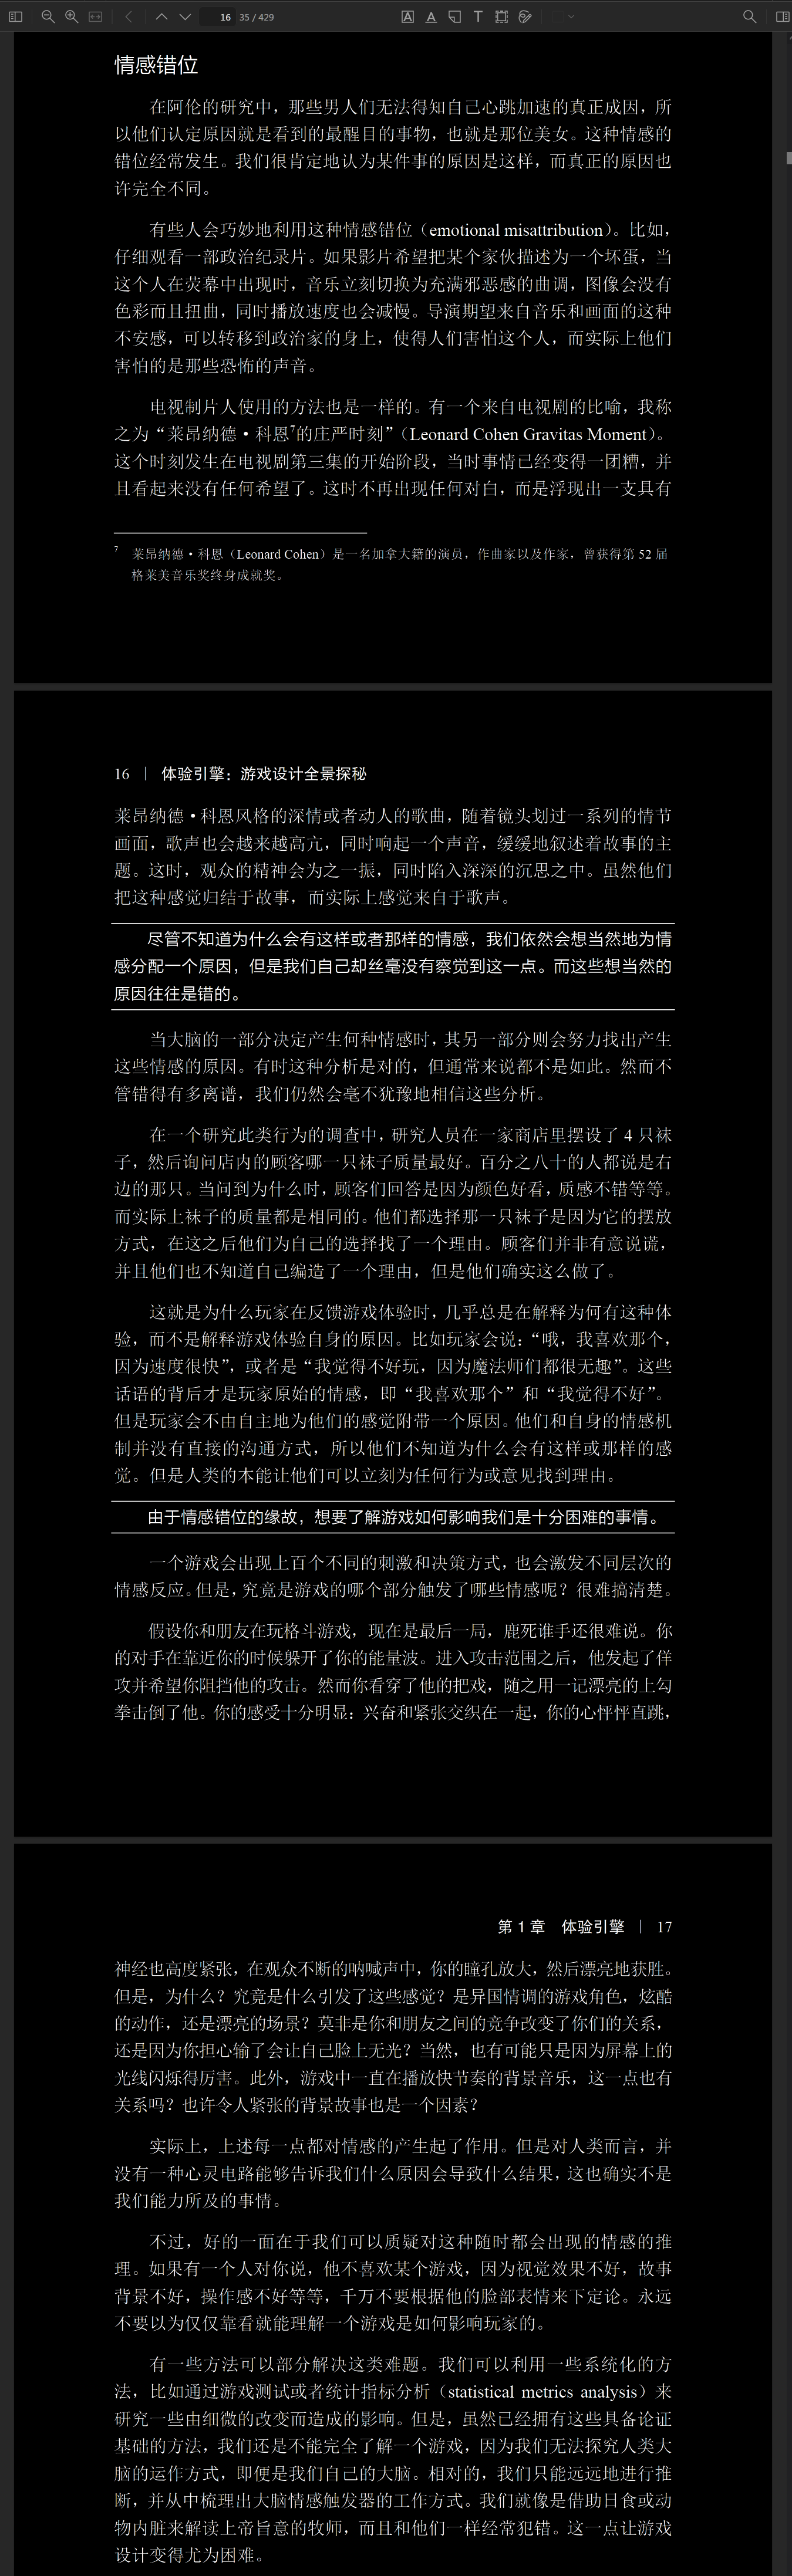 16 35 / 429
情感错位
在阿伦的研究中，那些男人们无法得知自己心跳加速的真正成因，所
以他们认定原因就是看到的最醒目的事物，也就是那位美女。这种情感的
错位经常发生。我们很肯定地认为某件事的原因是这样，而真正的原因也
许完全不同。
有些人会巧妙地利用这种情感错位（emotional misattribution）。比如，
仔细观看一部政治纪录片。如果影片希望把某个家伙描述为一个坏蛋，当
这个人在荧幕中出现时，音乐立刻切换为充满邪恶感的曲调，图像会没有
色彩而且扭曲，同时播放速度也会减慢。导演期望来自音乐和画面的这种
不安感，可以转移到政治家的身上，使得人们害怕这个人，而实际上他们
害怕的是那些恐怖的声音。
电视制片人使用的方法也是一样的。有一个来自电视剧的比喻，我称
之为“莱昂纳德·科恩7的庄严时刻”（Leonard Cohen Gravitas Moment）。
这个时刻发生在电视剧第三集的开始阶段，当时事情已经变得一团糟，并
且看起来没有任何希望了。这时不再出现任何对白，而是浮现出一支具有
7 莱昂纳德·科恩（Leonard Cohen）是一名加拿大籍的演员，作曲家以及作家，曾获得第 52 届
格莱美音乐奖终身成就奖。
16 | 体验引擎：游戏设计全景探秘
莱昂纳德·科恩风格的深情或者动人的歌曲，随着镜头划过一系列的情节
画面，歌声也会越来越高亢，同时响起一个声音，缓缓地叙述着故事的主
题。这时，观众的精神会为之一振，同时陷入深深的沉思之中。虽然他们
把这种感觉归结于故事，而实际上感觉来自于歌声。
尽管不知道为什么会有这样或者那样的情感，我们依然会想当然地为情
感分配一个原因，但是我们自己却丝毫没有察觉到这一点。而这些想当然的
原因往往是错的。
当大脑的一部分决定产生何种情感时，其另一部分则会努力找出产生
这些情感的原因。有时这种分析是对的，但通常来说都不是如此。然而不
管错得有多离谱，我们仍然会毫不犹豫地相信这些分析。
在一个研究此类行为的调查中，研究人员在一家商店里摆设了 4 只袜
子，然后询问店内的顾客哪一只袜子质量最好。百分之八十的人都说是右
边的那只。当问到为什么时，顾客们回答是因为颜色好看，质感不错等等。
而实际上袜子的质量都是相同的。他们都选择那一只袜子是因为它的摆放
方式，在这之后他们为自己的选择找了一个理由。顾客们并非有意说谎，
并且他们也不知道自己编造了一个理由，但是他们确实这么做了。
这就是为什么玩家在反馈游戏体验时，几乎总是在解释为何有这种体
验，而不是解释游戏体验自身的原因。比如玩家会说：“哦，我喜欢那个，
因为速度很快”，或者是“我觉得不好玩，因为魔法师们都很无趣”。这些
话语的背后才是玩家原始的情感，即“我喜欢那个”和“我觉得不好”。
但是玩家会不由自主地为他们的感觉附带一个原因。他们和自身的情感机
制并没有直接的沟通方式，所以他们不知道为什么会有这样或那样的感
觉。但是人类的本能让他们可以立刻为任何行为或意见找到理由。
由于情感错位的缘故，想要了解游戏如何影响我们是十分困难的事情。
一个游戏会出现上百个不同的刺激和决策方式，也会激发不同层次的
情感反应。但是，究竟是游戏的哪个部分触发了哪些情感呢？很难搞清楚。
假设你和朋友在玩格斗游戏，现在是最后一局，鹿死谁手还很难说。你
的对手在靠近你的时候躲开了你的能量波。进入攻击范围之后，他发起了佯
攻并希望你阻挡他的攻击。然而你看穿了他的把戏，随之用一记漂亮的上勾
拳击倒了他。你的感受十分明显：兴奋和紧张交织在一起，你的心怦怦直跳，
第 1 章 体验引擎 | 17
神经也高度紧张，在观众不断的呐喊声中，你的瞳孔放大，然后漂亮地获胜。
但是，为什么？究竟是什么引发了这些感觉？是异国情调的游戏角色，炫酷
的动作，还是漂亮的场景？莫非是你和朋友之间的竞争改变了你们的关系，
还是因为你担心输了会让自己脸上无光？当然，也有可能只是因为屏幕上的
光线闪烁得厉害。此外，游戏中一直在播放快节奏的背景音乐，这一点也有
关系吗？也许令人紧张的背景故事也是一个因素？
实际上，上述每一点都对情感的产生起了作用。但是对人类而言，并
没有一种心灵电路能够告诉我们什么原因会导致什么结果，这也确实不是
我们能力所及的事情。
不过，好的一面在于我们可以质疑对这种随时都会出现的情感的推
理。如果有一个人对你说，他不喜欢某个游戏，因为视觉效果不好，故事
背景不好，操作感不好等等，千万不要根据他的脸部表情来下定论。永远
不要以为仅仅靠看就能理解一个游戏是如何影响玩家的。
有一些方法可以部分解决这类难题。我们可以利用一些系统化的方
法，比如通过游戏测试或者统计指标分析（statistical metrics analysis）来
研究一些由细微的改变而造成的影响。但是，虽然已经拥有这些具备论证
基础的方法，我们还是不能完全了解一个游戏，因为我们无法探究人类大
脑的运作方式，即便是我们自己的大脑。相对的，我们只能远远地进行推
断，并从中梳理出大脑情感触发器的工作方式。我们就像是借助日食或动
物内脏来解读上帝旨意的牧师，而且和他们一样经常犯错。这一点让游戏
设计变得尤为困难。